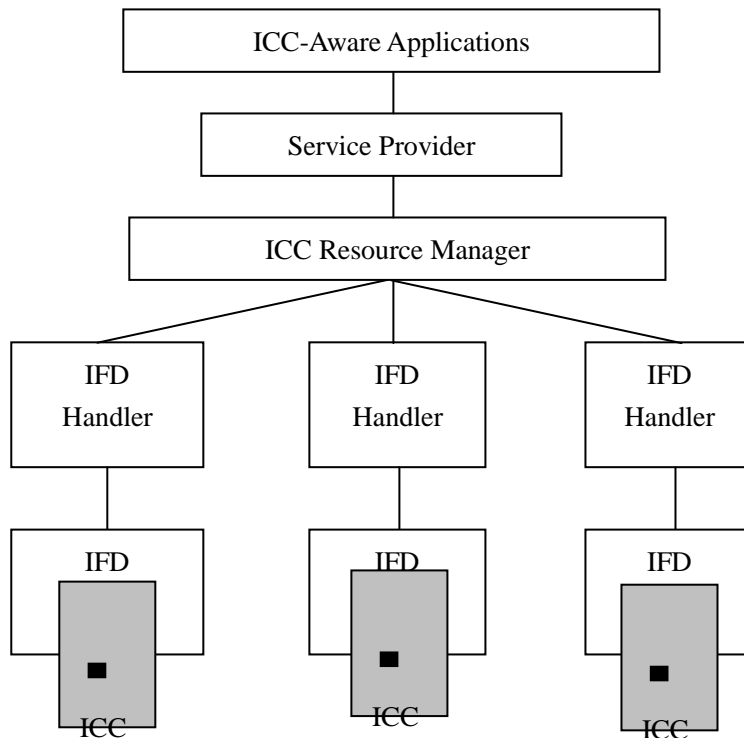 ICC-Aware Applications
Service Provider
ICC Resource Manager
IFD
Handler
IFD
Handler
IFD
Handler
IFD
IFD
IFD
ICC
ICC
ICC